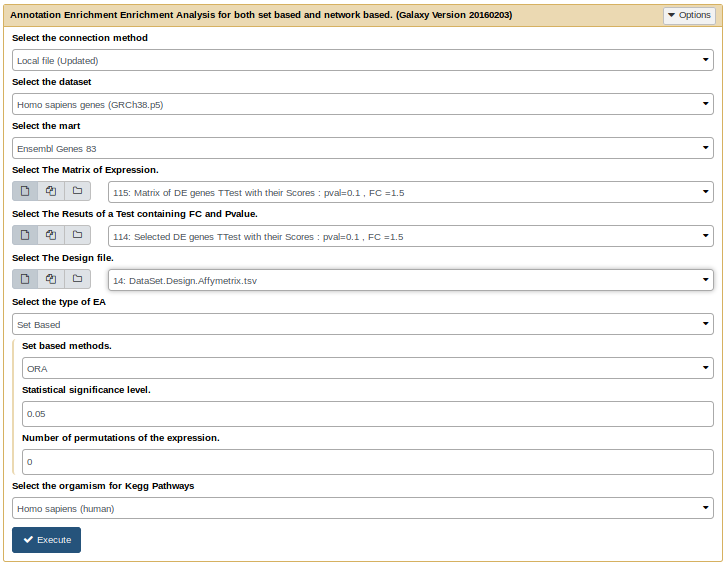 Annotation Enrichment Enrichment Analysis for both set based and network based. (Galaxy Version 20160203) Options
Select the connection method
Local file (Updated)
Select the dataset
Homo sapiens genes (GRCh38.p5)
Select the mart
Ensembl Genes 83
Select The Matrix of Expression.
115: Matrix of DE genes TTest with their Scores : pval=0.1 , FC =1.5
Select The Resuts of a Test containing FC and Pvalue.
114: Selected DE genes TTest with their Scores : pval=0.1 , FC =1.5
Select The Design file.
14: DataSet.Design.Affymetrix.tsv
Select the type of EA
Set Based
Set based methods.
ORA
Statistical significance level.
0.05
Number of permutations of the expression.
0
Select the orgamism for Kegg Pathways
Homo sapiens (human)
Execute